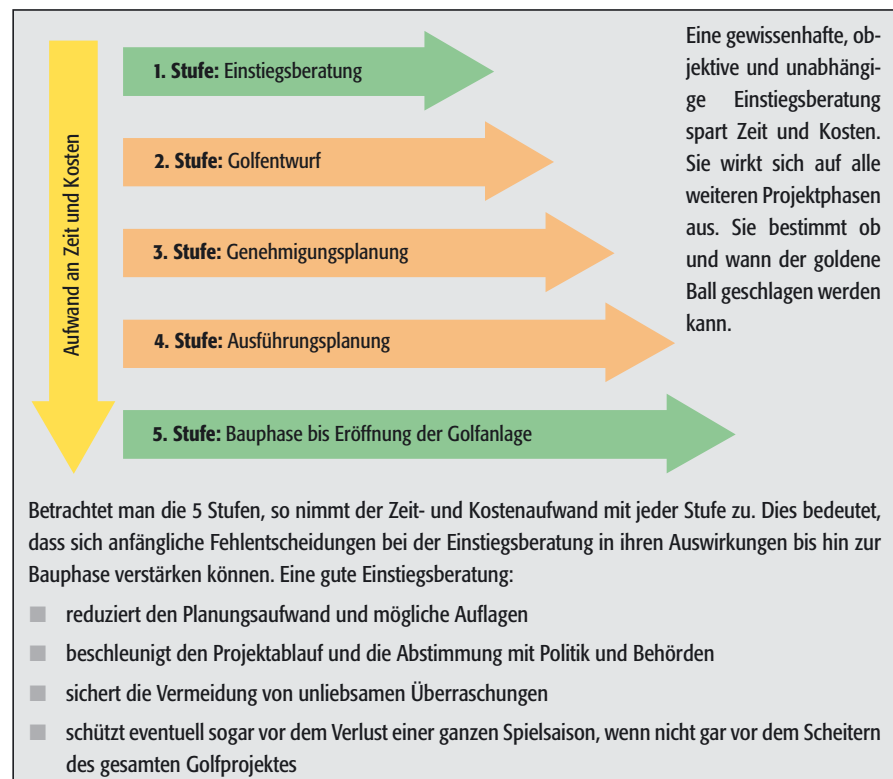 Aufwand an Zeit und Kosten
1. Stufe: Einstiegsberatung
2. Stufe: Golfentwurf
3. Stufe: Genehmigungsplanung
4. Stufe: Ausführungsplanung
5. Stufe: Bauphase bis Eröffnung der Golfanlage
Eine gewissenhafte, ob-
jektive und unabhängi-
ge Einstiegsberatung
spart Zeit und Kosten.
Sie wirkt sich auf alle
weiteren Projektphasen
aus. Sie bestimmt ob
und wann der goldene
Ball geschlagen werden
kann.
Betrachtet man die 5 Stufen, so nimmt der Zeit- und Kostenaufwand mit jeder Stufe zu. Dies bedeutet,
dass sich anfängliche Fehlentscheidungen bei der Einstiegsberatung in ihren Auswirkungen bis hin zur
Bauphase verstärken können. Eine gute Einstiegsberatung:
reduziert den Planungsaufwand und mögliche Auflagen
beschleunigt den Projektablauf und die Abstimmung mit Politik und Behörden
sichert die Vermeidung von unliebsamen Überraschungen
schützt eventuell sogar vor dem Verlust einer ganzen Spielsaison, wenn nicht gar vor dem Scheitern
des gesamten Golfprojektes